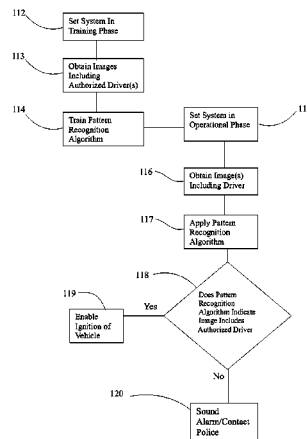 112
Set System In
Training Phase
113
Obtain Images
Including
Authorized Driver(s)
114
Train Pattern
Recognition
Algorithm
11
Set System in
Operational Phase
116
Obtain Image(s)
Including Driver
117
Apply Pattern
Recognition
Algorithm
118
Does Pattern
Recognition
Algorithm Indicate
Image Includes
Authorized Driver
119
Yes
Enable
Ignition of
Vehicle
No
120
Sound
Alarm/Contact
Police